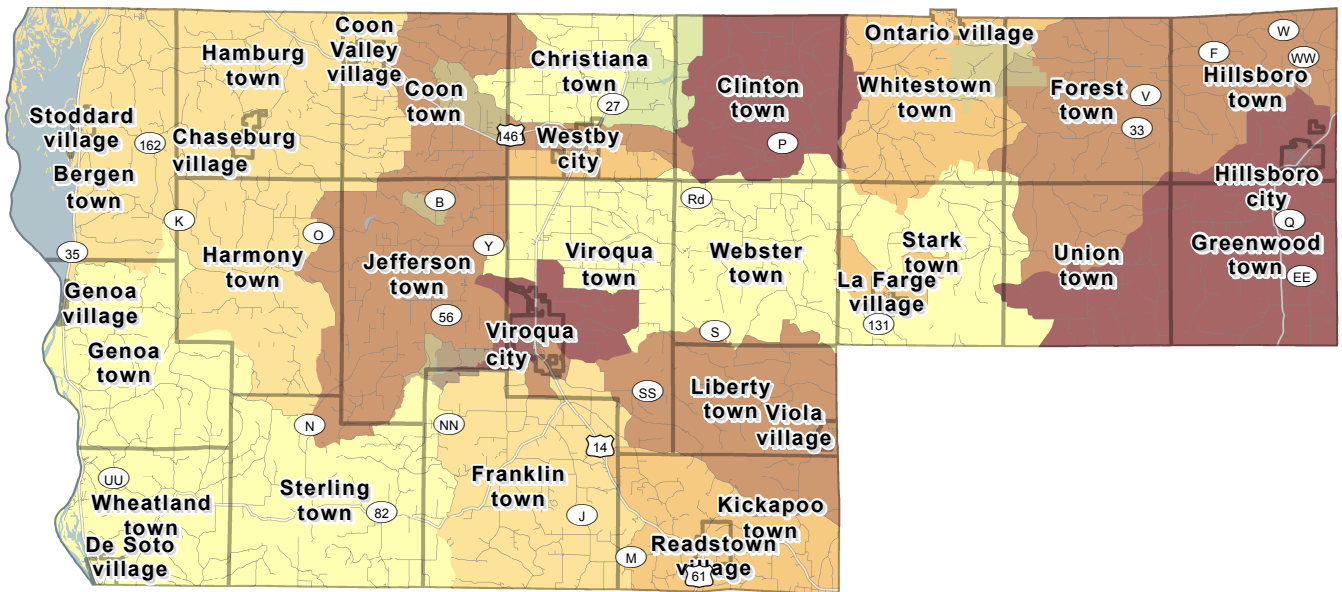 Coon
Valley
village
Hamburg
town
Christiana
town
Ontario village
W
F
WW
Hillsboro
town
Coon
town
27
Clinton
town
Whitestown
town
Forest
town
V
33
Stoddard
village
162
Chaseburg
village
1461
Westby
city
P
Bergen
town
Hillsboro
city
K
O
B
Y
Rd
Q
35
Harmony
town
Jefferson
town
Viroqua
town
Webster
town
Stark
town
Union
town
Greenwood
town
EE
Genoa
village
La Farge
village
131
56
Viroqua
city
S
Genoa
town
SS
Liberty
town
Viola
village
N
NN
14
UU
Wheatland
town
Sterling
town
82
Franklin
town
J
Kickapoo
town
De Soto
village
M
Readstown
village
61